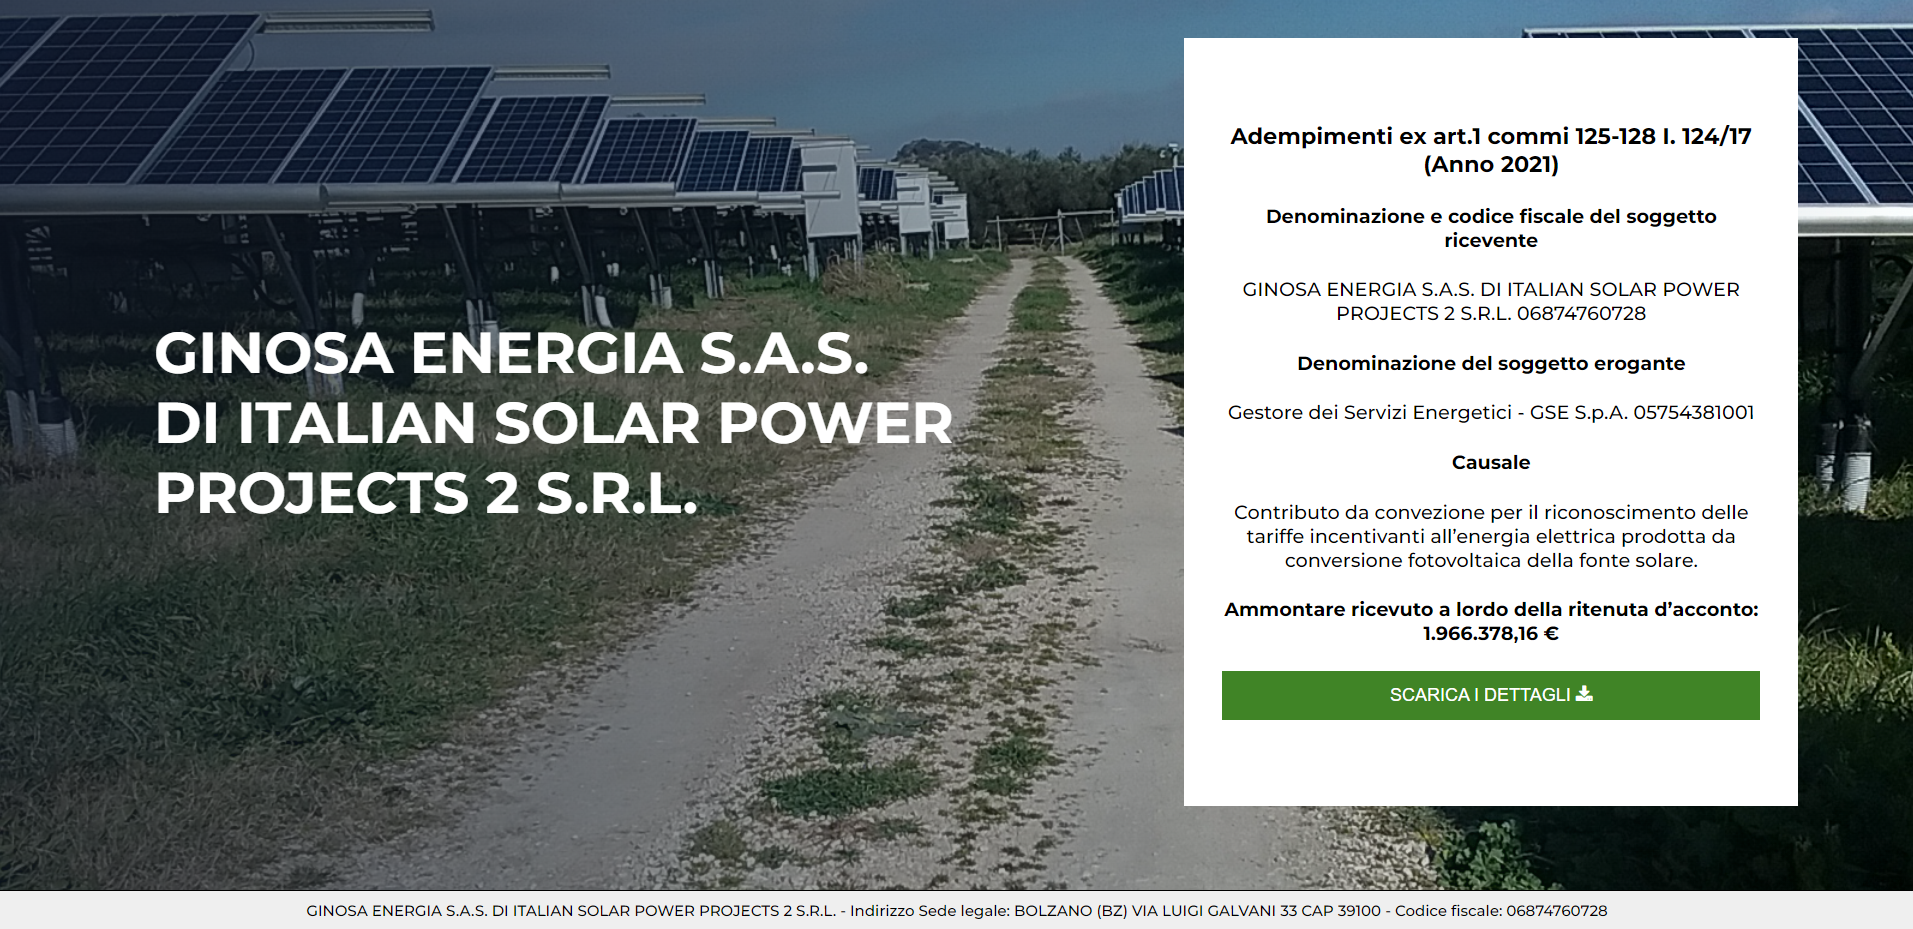 GINOSA ENERGIA S.A.S.
DI ITALIAN SOLAR POWER
PROJECTS 2 S.R.L.
Adempimenti ex art.1 commi 125-128 l. 124/17
(Anno 2021)
Denominazione e codice fiscale del soggetto
ricevente
GINOSA ENERGIA S.A.S. DI ITALIAN SOLAR POWER
PROJECTS 2 S.R.L. 06874760728
Denominazione del soggetto erogante
Gestore dei Servizi Energetici - GSE S.p.A. 05754381001
Causale
Contributo da convezione per il riconoscimento delle
tariffe incentivanti all’energia elettrica prodotta da
conversione fotovoltaica della fonte solare.
Ammontare ricevuto a lordo della ritenuta d’acconto:
1.966.378,16 €
SCARICA I DETTAGLI
GINOSA ENERGIA S.A.S. DI ITALIAN SOLAR POWER PROJECTS 2 S.R.L. - Indirizzo Sede legale: BOLZANO (BZ) VIA LUIGI GALVANI 33 CAP 39100 - Codice fiscale: 06874760728